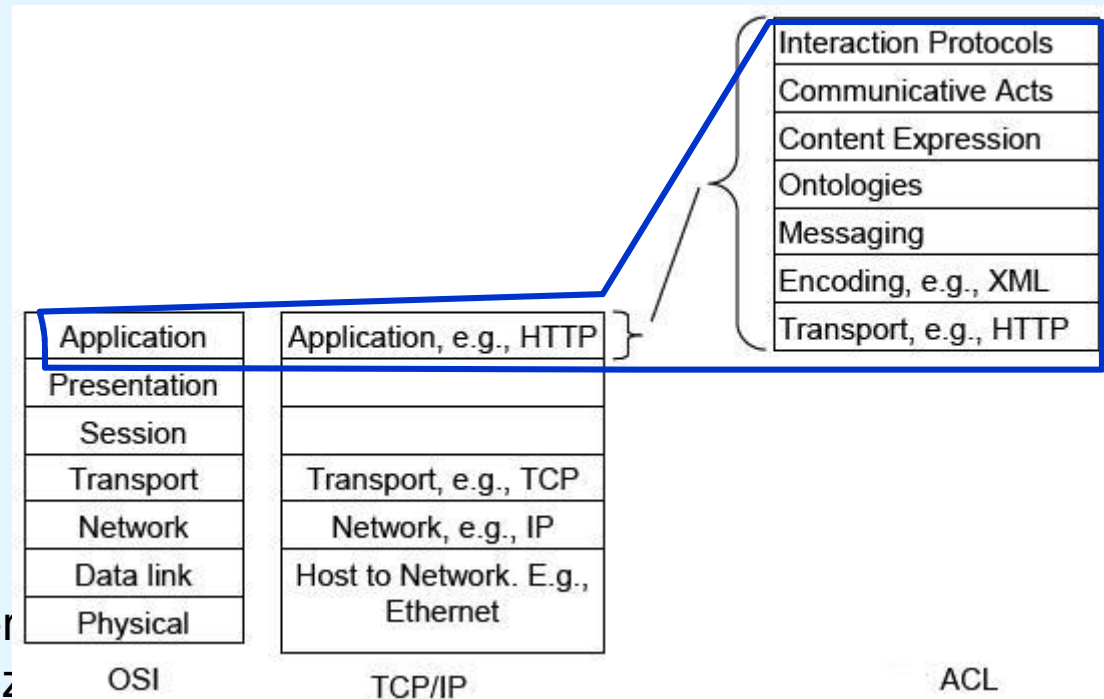 Interaction Protocols
Communicative Acts
Content Expression
Ontologies
Messaging
Encoding, e.g., XML
Transport, e.g., HTTP
Application
Presentation
Session
Transport
Network
Data link
Physical
OSI
Application, e.g., HTTP
Transport, e.g., TCP
Network, e.g., IP
Host to Network. E.g.,
Ethernet
TCP/IP
ACL